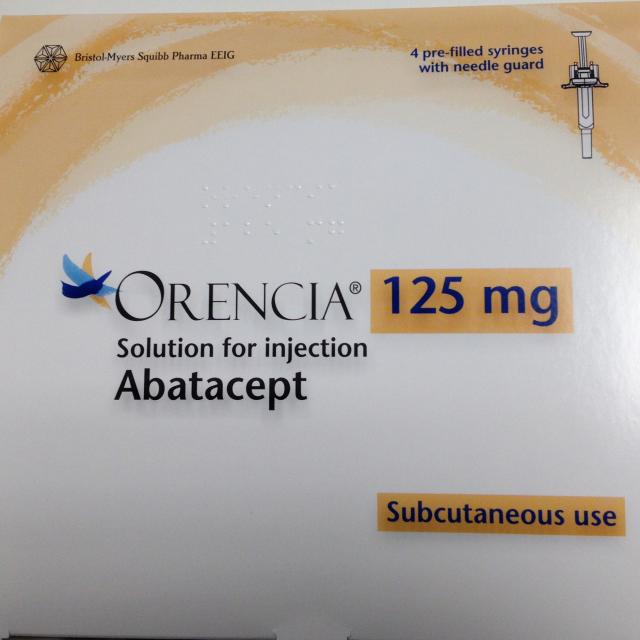 Bristol-Myers Squibb Pharma EEIG
4 pre-filled syringes
with needle guard
ORENCIA® 125 mg
Solution for injection
Abatacept
Subcutaneous use